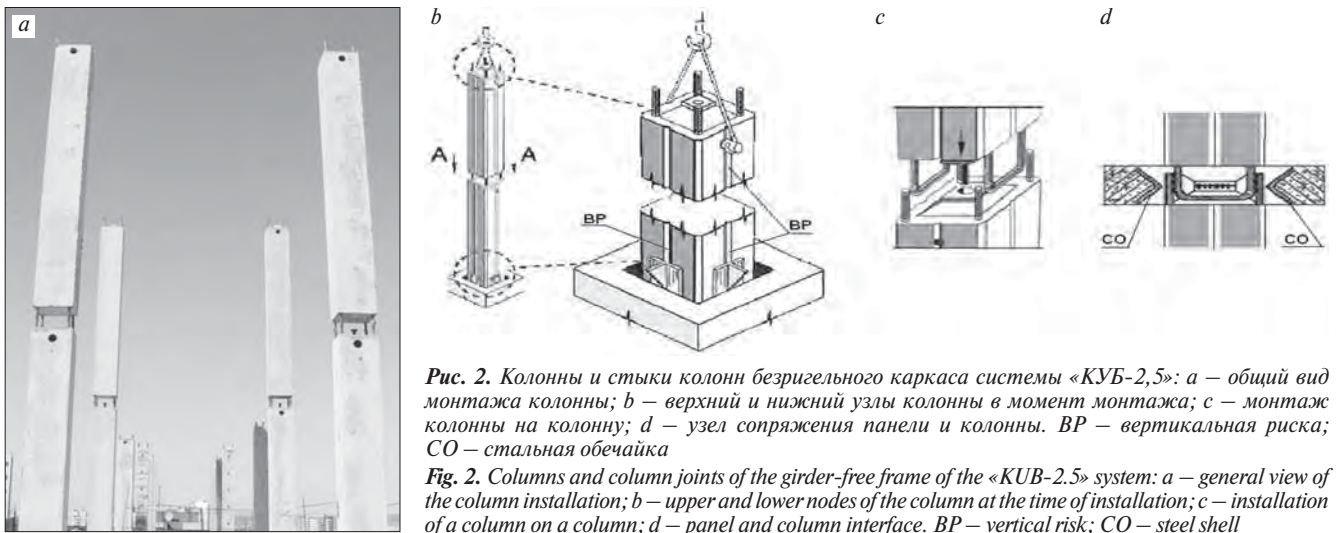 a
b
c
d
A
A
BP
BP
CO
CO
Рис. 2. Колонны и стыки колонн безригельного каркаса системы «КУБ-2,5»: a – общий вид
монтажа колонны; b – верхний и нижний узлы колонны в момент монтажа; c – монтаж
колонны на колонну; d – узел сопряжения панели и колонны. ВР – вертикальная риска;
СО – стальная обечайка
Fig. 2. Columns and column joints of the girder-free frame of the «KUB-2.5» system: a – general view of
the column installation; b – upper and lower nodes of the column at the time of installation; c – installation
of a column on a column; d – panel and column interface. BP – vertical risk; CO – steel shell